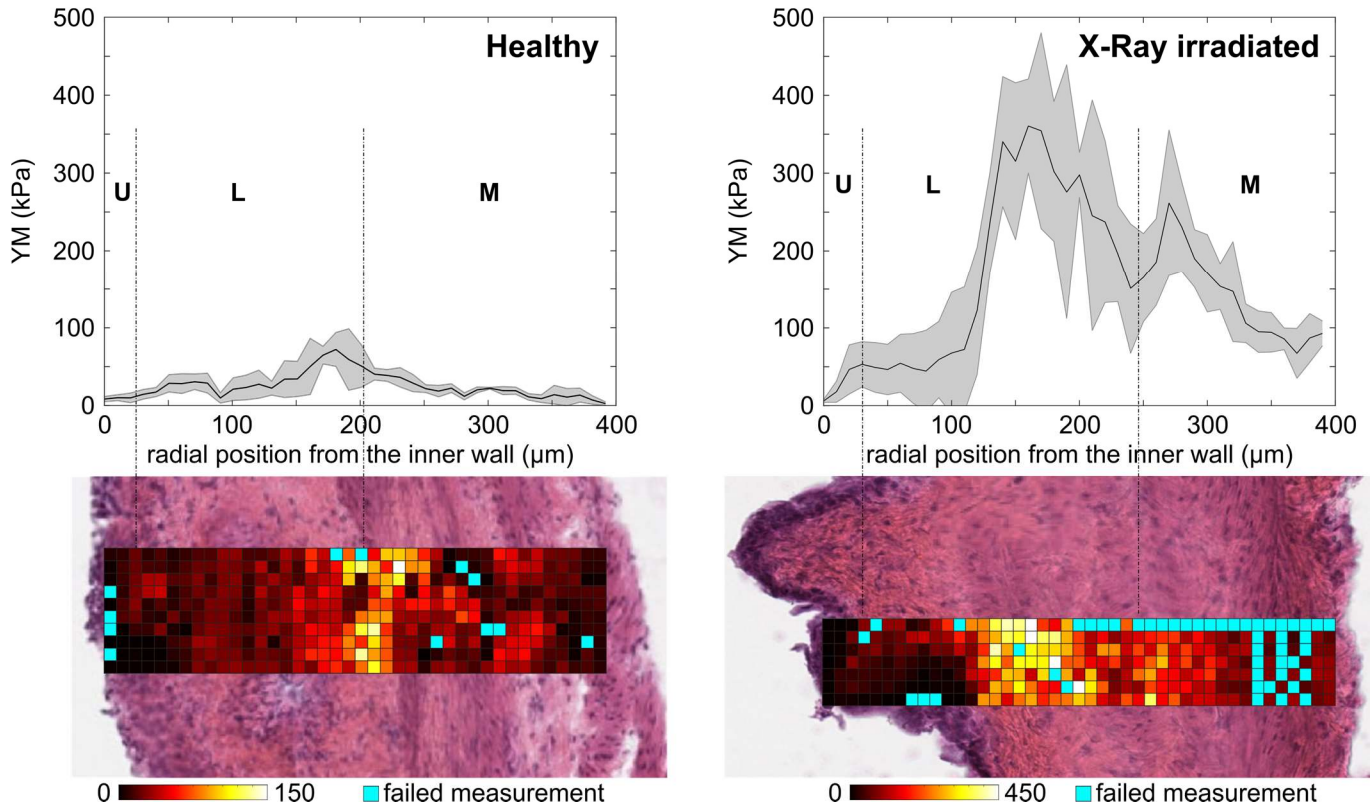 Healthy
500
400
300
200
100
0
YM (kPa)
U L M
0 100 200 300 400
radial position from the inner wall (µm)
0 150 failed measurement
X-Ray irradiated
500
400
300
200
100
0
YM (kPa)
U L M
0 100 200 300 400
radial position from the inner wall (µm)
0 450 failed measurement